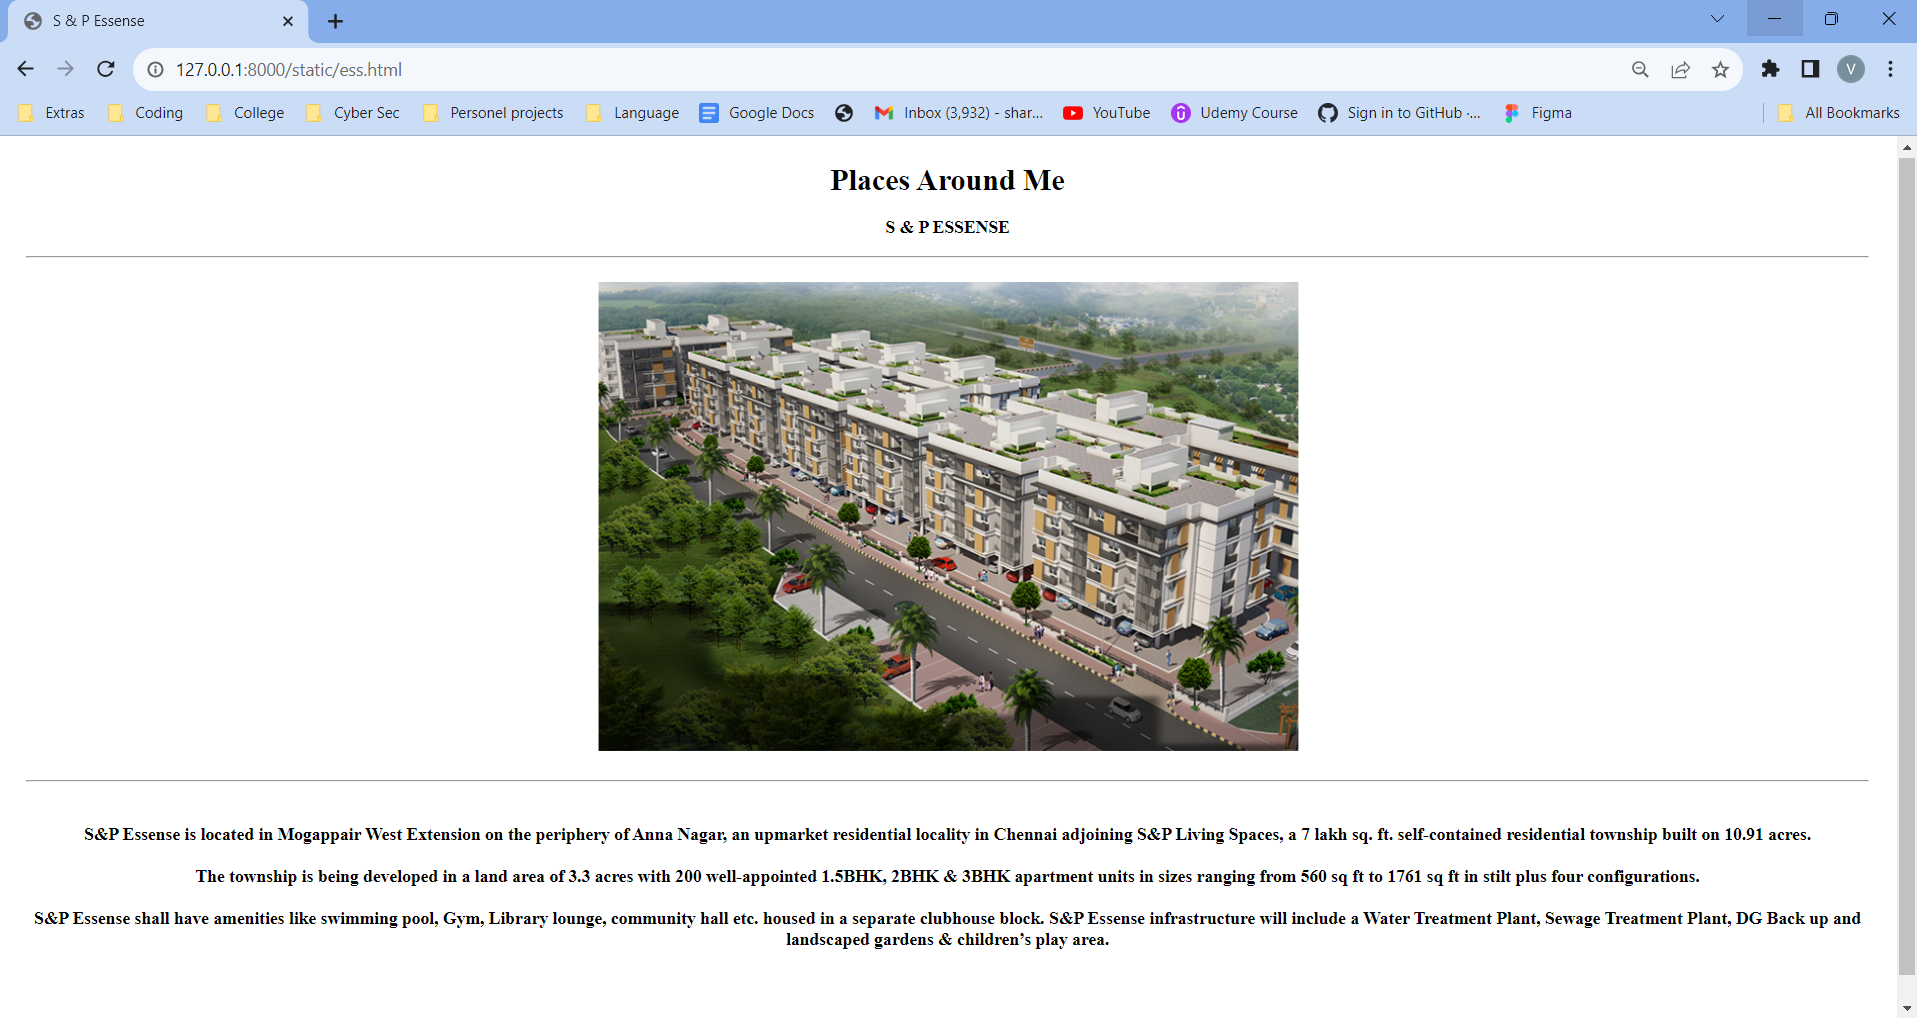 S & P Essense
127.0.0.1:8000/static/ess.html
V
Extras Coding College Cyber Sec Personel projects Language Google Docs Inbox (3,932) - shar... YouTube Udemy Course Sign in to GitHub ·... Figma All Bookmarks
Places Around Me
S & P ESSENSE
S&P Essense is located in Mogappair West Extension on the periphery of Anna Nagar, an upmarket residential locality in Chennai adjoining S&P Living Spaces, a 7 lakh sq. ft. self-contained residential township built on 10.91 acres.
The township is being developed in a land area of 3.3 acres with 200 well-appointed 1.5BHK, 2BHK & 3BHK apartment units in sizes ranging from 560 sq ft to 1761 sq ft in stilt plus four configurations.
S&P Essense shall have amenities like swimming pool, Gym, Library lounge, community hall etc. housed in a separate clubhouse block. S&P Essense infrastructure will include a Water Treatment Plant, Sewage Treatment Plant, DG Back up and
landscaped gardens & children’s play area.